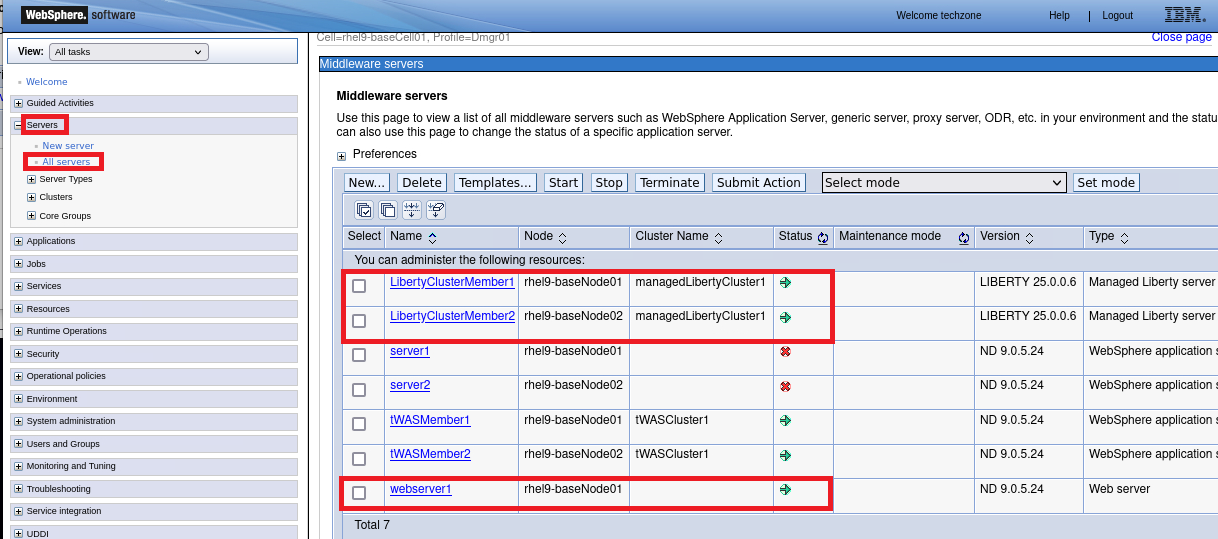 WebSphere. software
Welcome techzone
Help | Logout
IBM.
View: All tasks
Cell=rhel9-baseCell01, Profile=Dmgr01
Close page
Welcome
Guided Activities
Servers
New server
All servers
Server Types
Clusters
Core Groups
Applications
Jobs
Services
Resources
Runtime Operations
Security
Operational policies
Environment
System administration
Users and Groups
Monitoring and Tuning
Troubleshooting
Service integration
UDDI
Middleware servers
Middleware servers
Use this page to view a list of all middleware servers such as WebSphere Application Server, generic server, proxy server, ODR, etc. in your environment and the statu
can also use this page to change the status of a specific application server.
Preferences
New... Delete Templates... Start Stop Terminate Submit Action Select mode Set mode
Select Name Node Cluster Name Status Maintenance mode Version Type
You can administer the following resources:
LibertyClusterMember1 rhel9-baseNode01 managedLibertyCluster1 LIBERTY 25.0.0.6 Managed Liberty server
LibertyClusterMember2 rhel9-baseNode02 managedLibertyCluster1 LIBERTY 25.0.0.6 Managed Liberty server
server1 rhel9-baseNode01 ND 9.0.5.24 WebSphere application s
server2 rhel9-baseNode02 ND 9.0.5.24 WebSphere application s
tWASMember1 rhel9-baseNode01 tWASCluster1 ND 9.0.5.24 WebSphere application s
tWASMember2 rhel9-baseNode02 tWASCluster1 ND 9.0.5.24 WebSphere application s
webserver1 rhel9-baseNode01 ND 9.0.5.24 Web server
Total 7